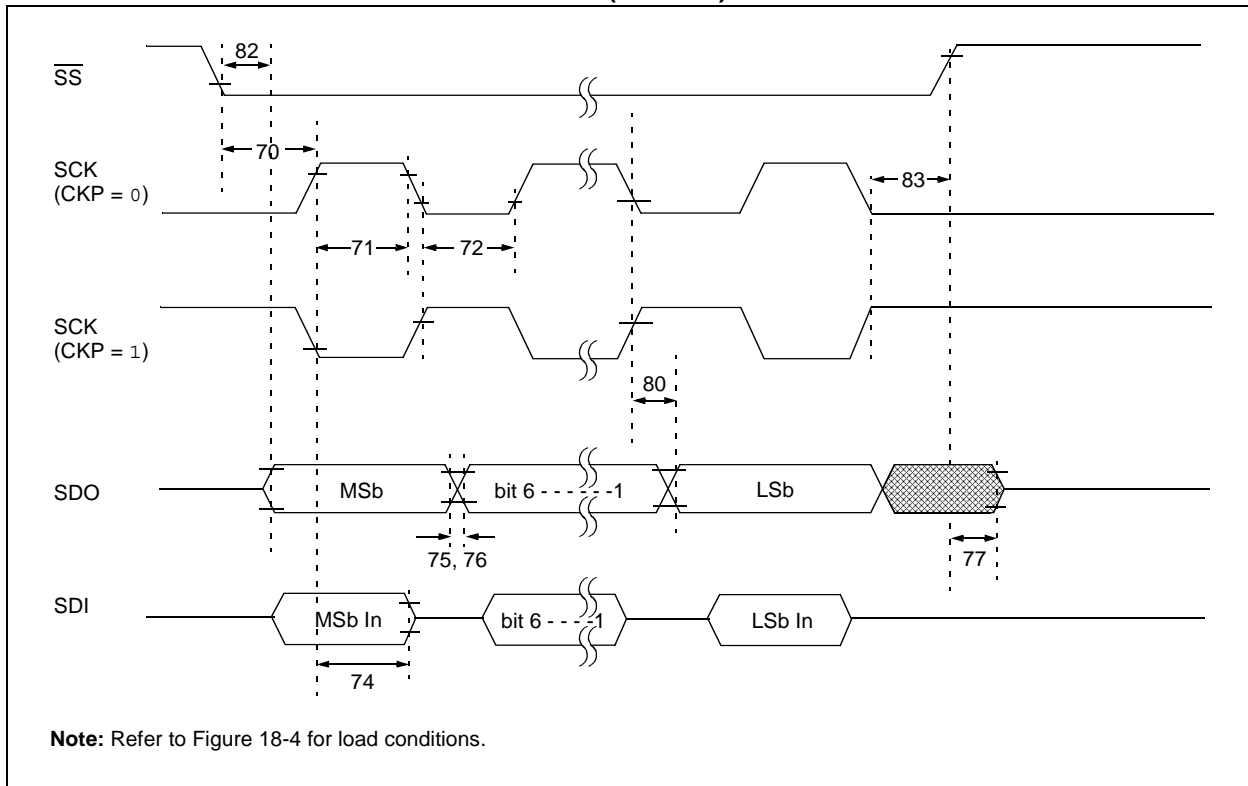 82
SS
70
SCK
(CKP = 0)
83
71
72
SCK
(CKP = 1)
80
SDO
MSb
bit 6 - - - - - -1
LSb
75, 76
77
SDI
MSb In
bit 6 - - - - -1
LSb In
74
Note: Refer to Figure 18-4 for load conditions.